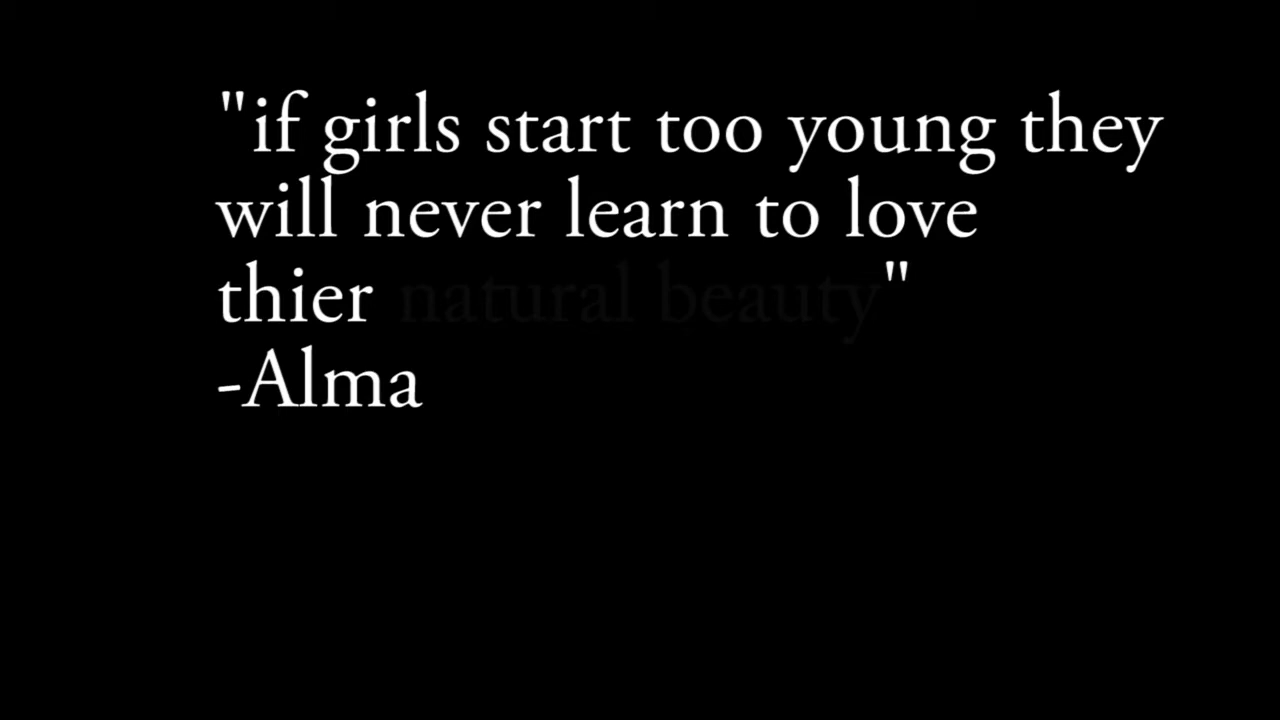 "if girls start too young they
will never learn to love
thier natural beauty"
-Alma